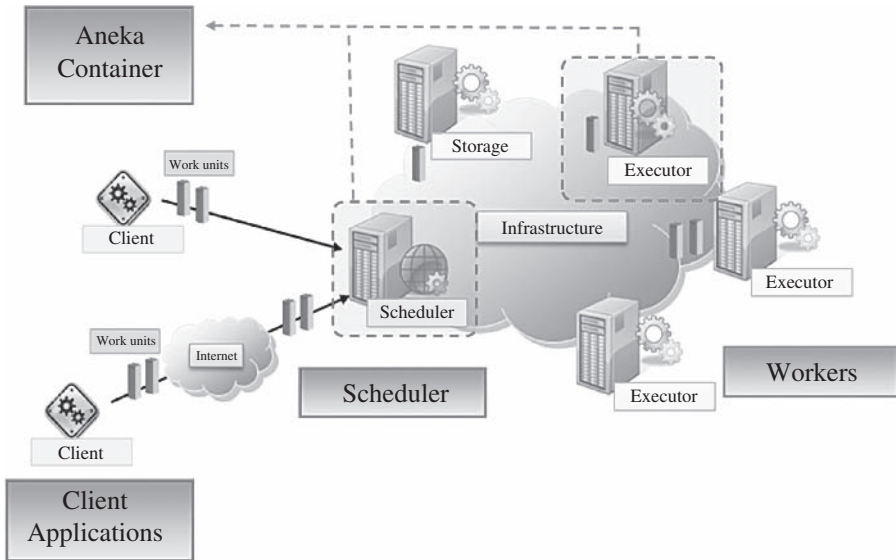 Aneka
Container
Storage
Executor
Work units
Client
Infrastructure
Executor
Scheduler
Work units
Internet
Executor
Workers
Scheduler
Client
Client
Applications